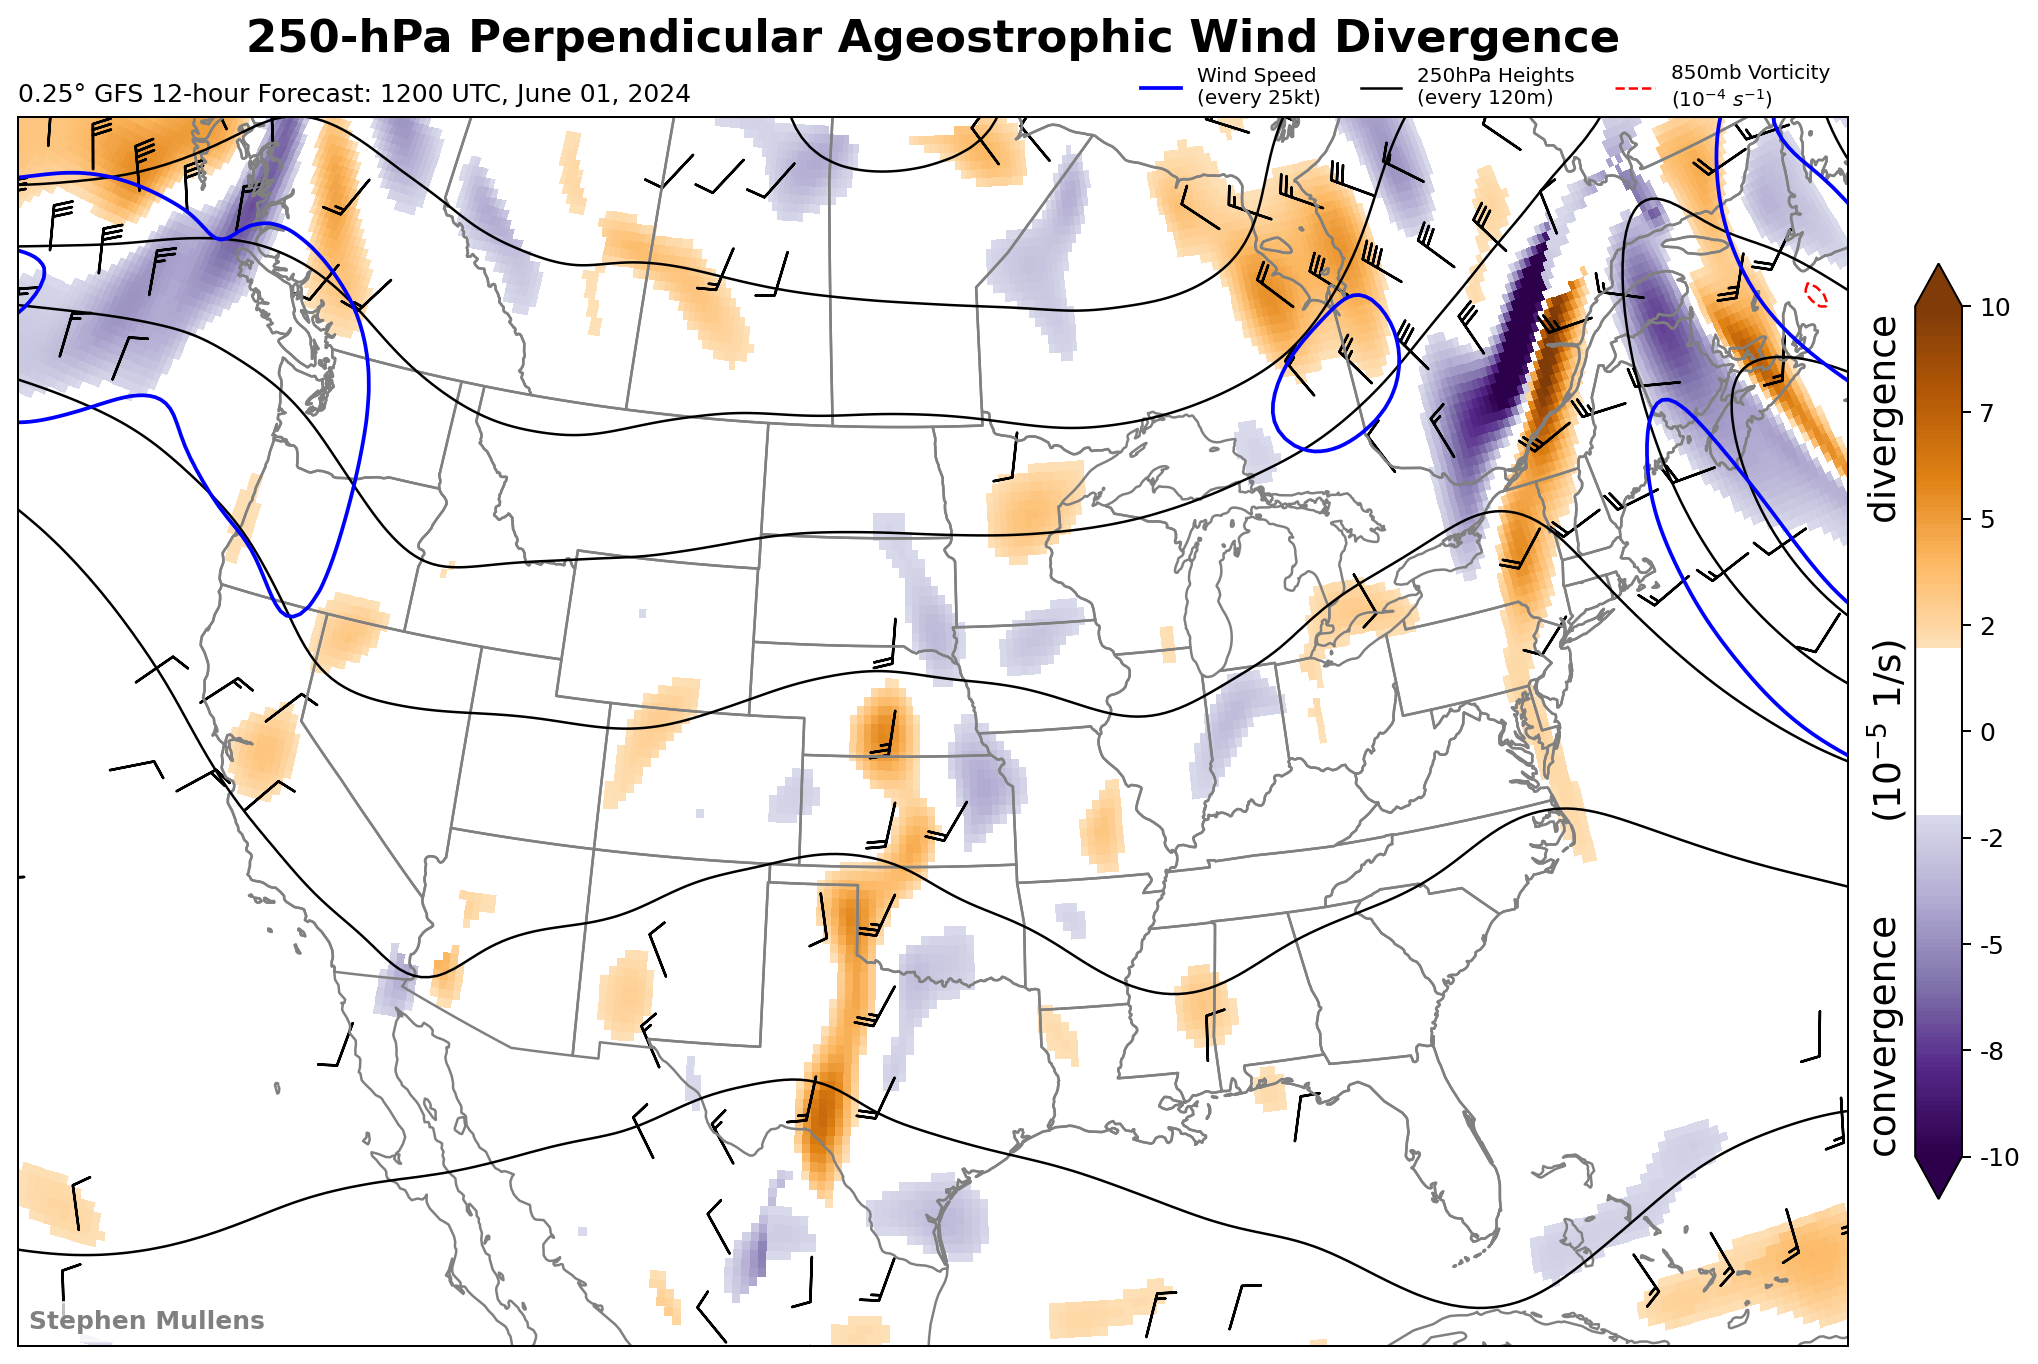 250-hPa Perpendicular Ageostrophic Wind Divergence
0.25° GFS 12-hour Forecast: 1200 UTC, June 01, 2024
Wind Speed
(every 25kt)
250hPa Heights
(every 120m)
850mb Vorticity
(10⁻⁴ s⁻¹)
10
7
5
2
0
-2
-5
-8
-10
convergence (10⁻⁵ 1/s) divergence
Stephen Mullens